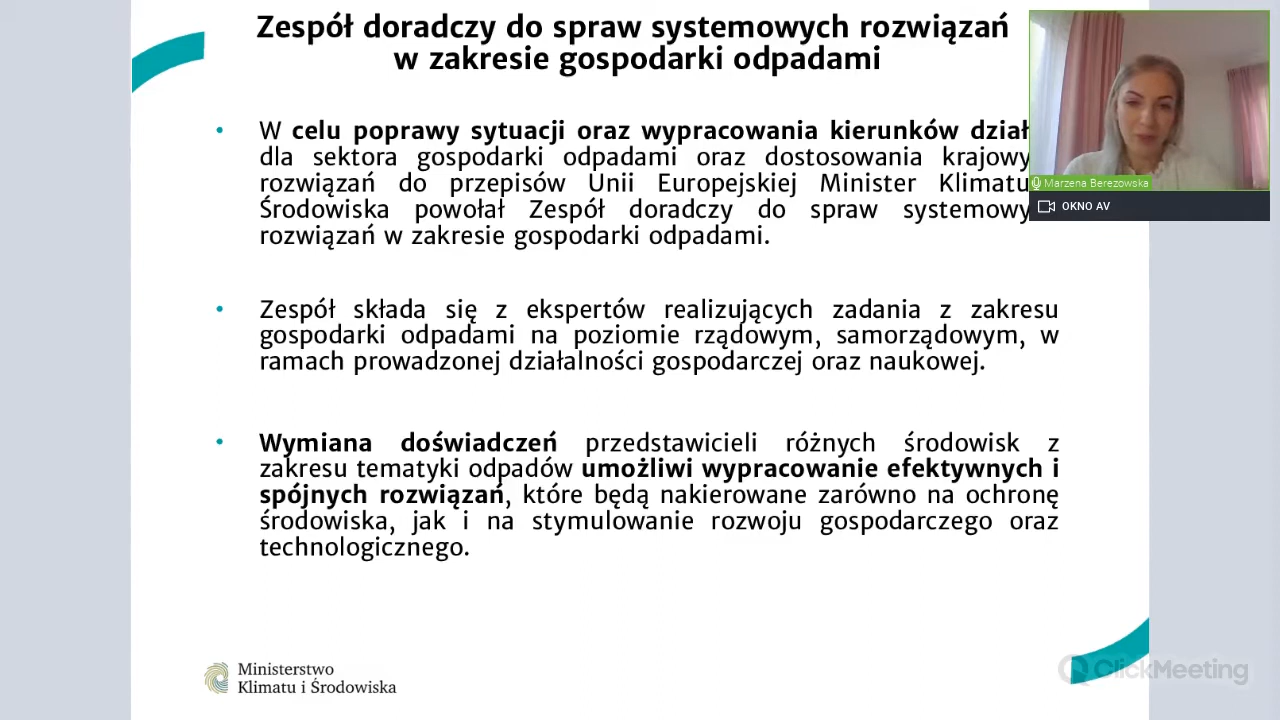 Zespół doradczy do spraw systemowych rozwiązań
w zakresie gospodarki odpadami
• W celu poprawy sytuacji oraz wypracowania kierunków dział
dla sektora gospodarki odpadami oraz dostosowania krajowy
rozwiązań do przepisów Unii Europejskiej Minister Klimatu
Środowiska powołał Zespół doradczy do spraw systemowy
rozwiązań w zakresie gospodarki odpadami.
• Zespół składa się z ekspertów realizujących zadania z zakresu
gospodarki odpadami na poziomie rządowym, samorządowym, w
ramach prowadzonej działalności gospodarczej oraz naukowej.
• Wymiana doświadczeń przedstawicieli różnych środowisk z
zakresu tematyki odpadów umożliwi wypracowanie efektywnych i
spójnych rozwiązań, które będą nakierowane zarówno na ochronę
środowiska, jak i na stymulowanie rozwoju gospodarczego oraz
technologicznego.
Marzena Berezowska
OKNO AV
Ministerstwo
Klimatu i Środowiska
ClickMeeting